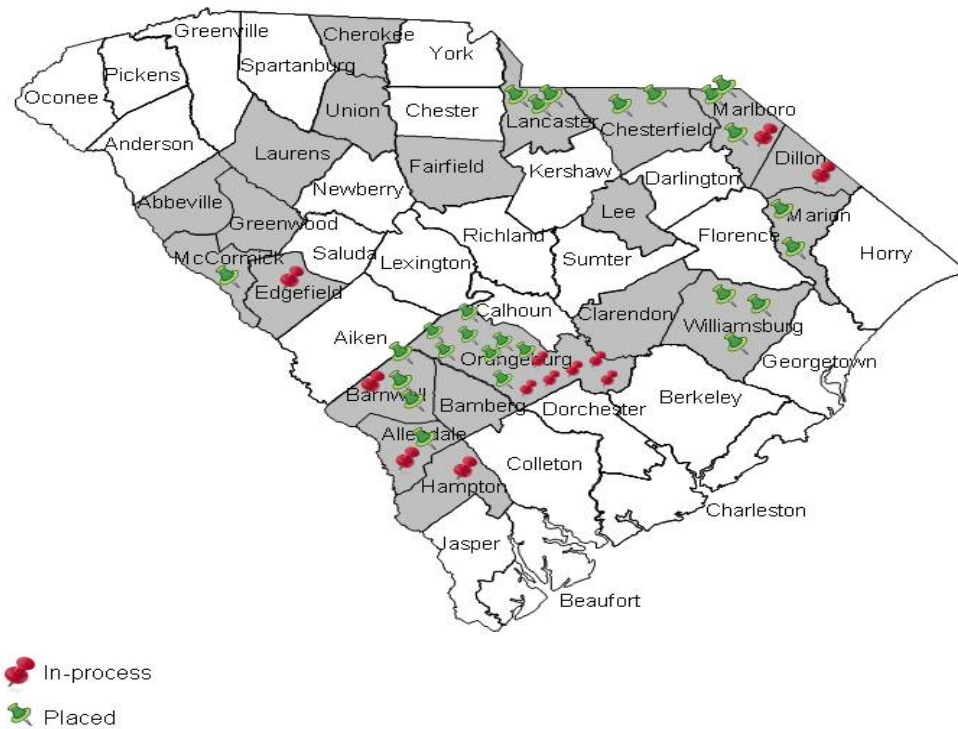 Greenville
Cherokee
York
Spartanburg
Pickens
Oconee
Union
Chester
Lancaster
Chesterfield
Marlboro
Anderson
Laurens
Fairfield
Kershaw
Dillon
Darlington
Newberry
Abbeville
Greenwood
Lee
Marion
Richland
Florence
McCormick
Saluda
Lexington
Sumter
Horry
Edgefield
Calhoun
Clarendon
Williamsburg
Aiken
Orangeburg
Georgetown
Barnwell
Bamberg
Dorchester
Berkeley
Allendale
Colleton
Hampton
Charleston
Jasper
Beaufort
In-process
Placed